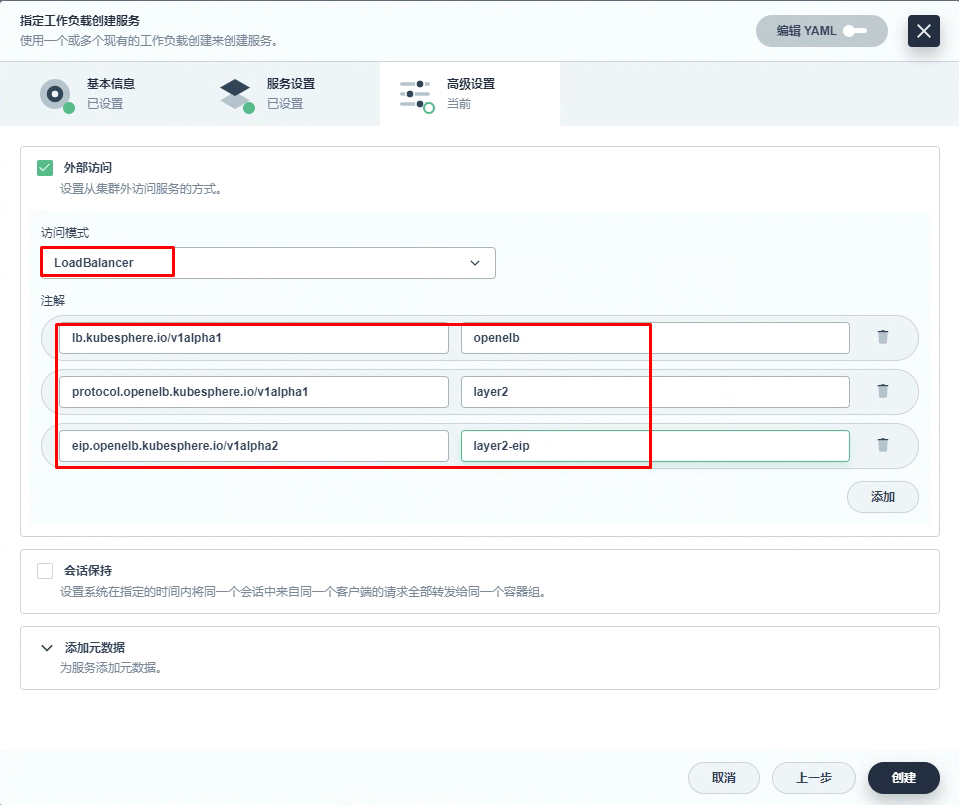 指定工作负载创建服务
使用一个或多个现有的工作负载创建来创建服务。
编辑 YAML
基本信息
已设置
服务设置
已设置
高级设置
当前
外部访问
设置从集群外访问服务的方式。
访问模式
LoadBalancer
注解
lb.kubesphere.io/v1alpha1 openelb
protocol.openelb.kubesphere.io/v1alpha1 layer2
eip.openelb.kubesphere.io/v1alpha2 layer2-eip
添加
会话保持
设置系统在指定的时间内将同一个会话中来自同一个客户端的请求全部转发给同一个容器组。
添加元数据
为服务添加元数据。
取消 上一步 创建